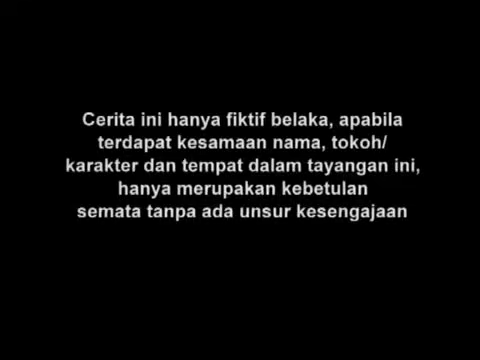 Cerita ini hanya fiktif belaka, apabila
terdapat kesamaan nama, tokoh/
karakter dan tempat dalam tayangan ini,
hanya merupakan kebetulan
semata tanpa ada unsur kesengajaan